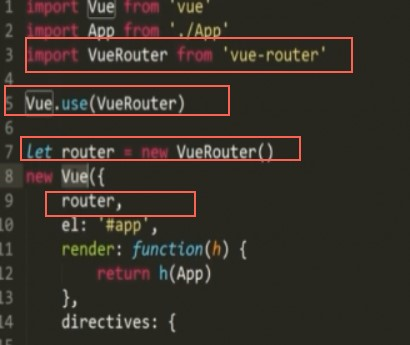 1 import Vue from 'vue'
2 import App from './App'
3 import VueRouter from 'vue-router'
4
5 Vue.use(VueRouter)
6
7 let router = new VueRouter()
8 new Vue({
9 router,
10 el: '#app',
11 render: function(h) {
12 return h(App)
13 },
14 directives: {